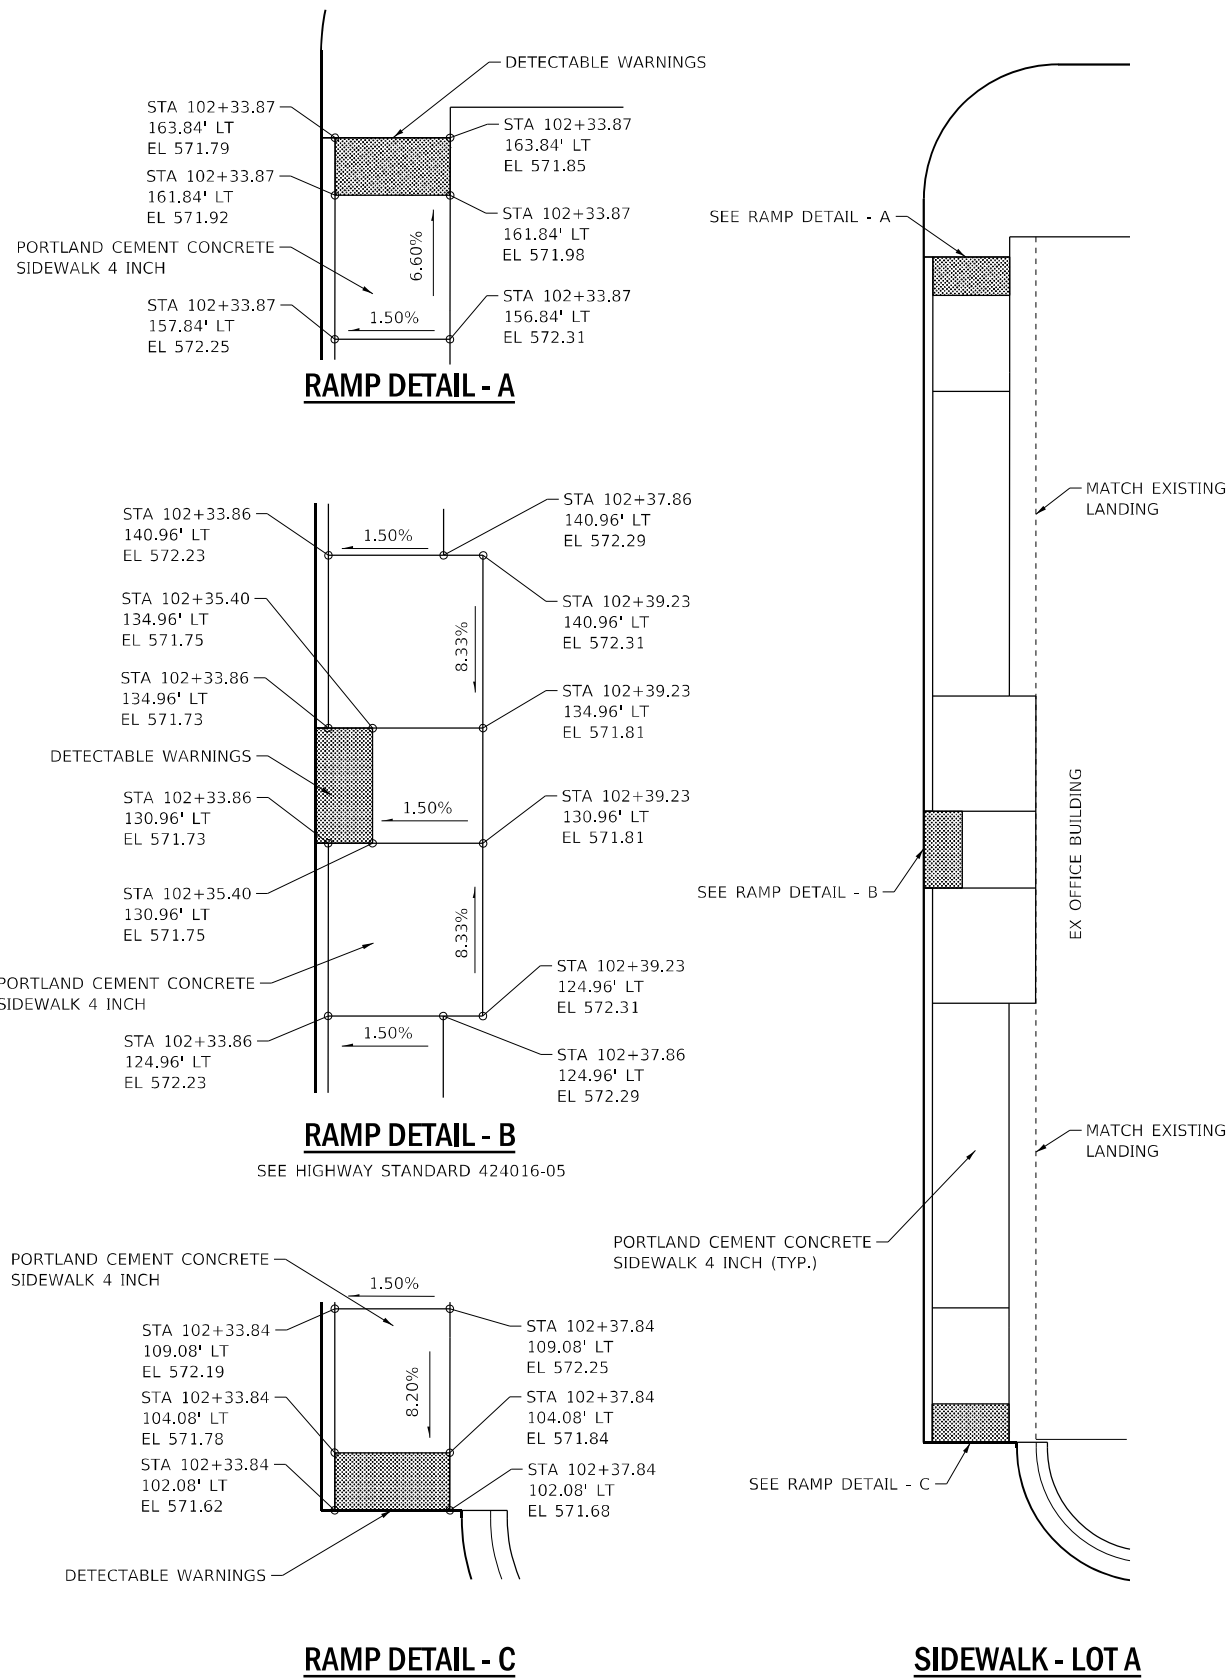 DETECTABLE WARNINGS
STA 102+33.87
163.84' LT
EL 571.79
STA 102+33.87
163.84' LT
EL 571.85
STA 102+33.87
161.84' LT
EL 571.92
STA 102+33.87
161.84' LT
EL 571.98
PORTLAND CEMENT CONCRETE
SIDEWALK 4 INCH
6.60%
STA 102+33.87
157.84' LT
EL 572.25
1.50%
STA 102+33.87
156.84' LT
EL 572.31
RAMP DETAIL - A
STA 102+33.86
140.96' LT
EL 572.23
1.50%
STA 102+37.86
140.96' LT
EL 572.29
STA 102+35.40
134.96' LT
EL 571.75
8.33%
STA 102+39.23
140.96' LT
EL 572.31
STA 102+33.86
134.96' LT
EL 571.73
STA 102+39.23
134.96' LT
EL 571.81
DETECTABLE WARNINGS
STA 102+33.86
130.96' LT
EL 571.73
1.50%
STA 102+39.23
130.96' LT
EL 571.81
STA 102+35.40
130.96' LT
EL 571.75
8.33%
PORTLAND CEMENT CONCRETE
SIDEWALK 4 INCH
STA 102+39.23
124.96' LT
EL 572.31
STA 102+33.86
124.96' LT
EL 572.23
1.50%
STA 102+37.86
124.96' LT
EL 572.29
RAMP DETAIL - B
SEE HIGHWAY STANDARD 424016-05
PORTLAND CEMENT CONCRETE
SIDEWALK 4 INCH
1.50%
STA 102+33.84
109.08' LT
EL 572.19
STA 102+37.84
109.08' LT
EL 572.25
8.20%
STA 102+33.84
104.08' LT
EL 571.78
STA 102+37.84
104.08' LT
EL 571.84
STA 102+33.84
102.08' LT
EL 571.62
STA 102+37.84
102.08' LT
EL 571.68
DETECTABLE WARNINGS
RAMP DETAIL - C
SEE RAMP DETAIL - A
MATCH EXISTING
LANDING
EX OFFICE BUILDING
SEE RAMP DETAIL - B
MATCH EXISTING
LANDING
PORTLAND CEMENT CONCRETE
SIDEWALK 4 INCH (TYP.)
SEE RAMP DETAIL - C
SIDEWALK - LOT A